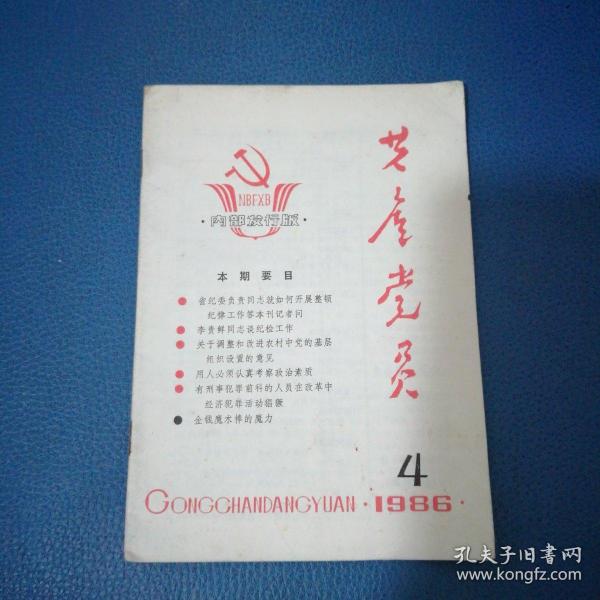 共产党员
NBFXB
·内部发行版·
本期要目
● 省纪委负责同志就如何开展整顿
纪律工作答本刊记者问
● 李贵鲜同志谈纪检工作
● 关于调整和改进农村中党的基层
组织设置的意见
● 用人必须认真考察政治素质
● 有刑事犯罪前科的人员在改革中
经济犯罪活动猖獗
● 金钱魔术棒的魔力
4
GONGCHANDANGYUAN · 1986 ·
孔夫子旧书网
www.kongfz.com